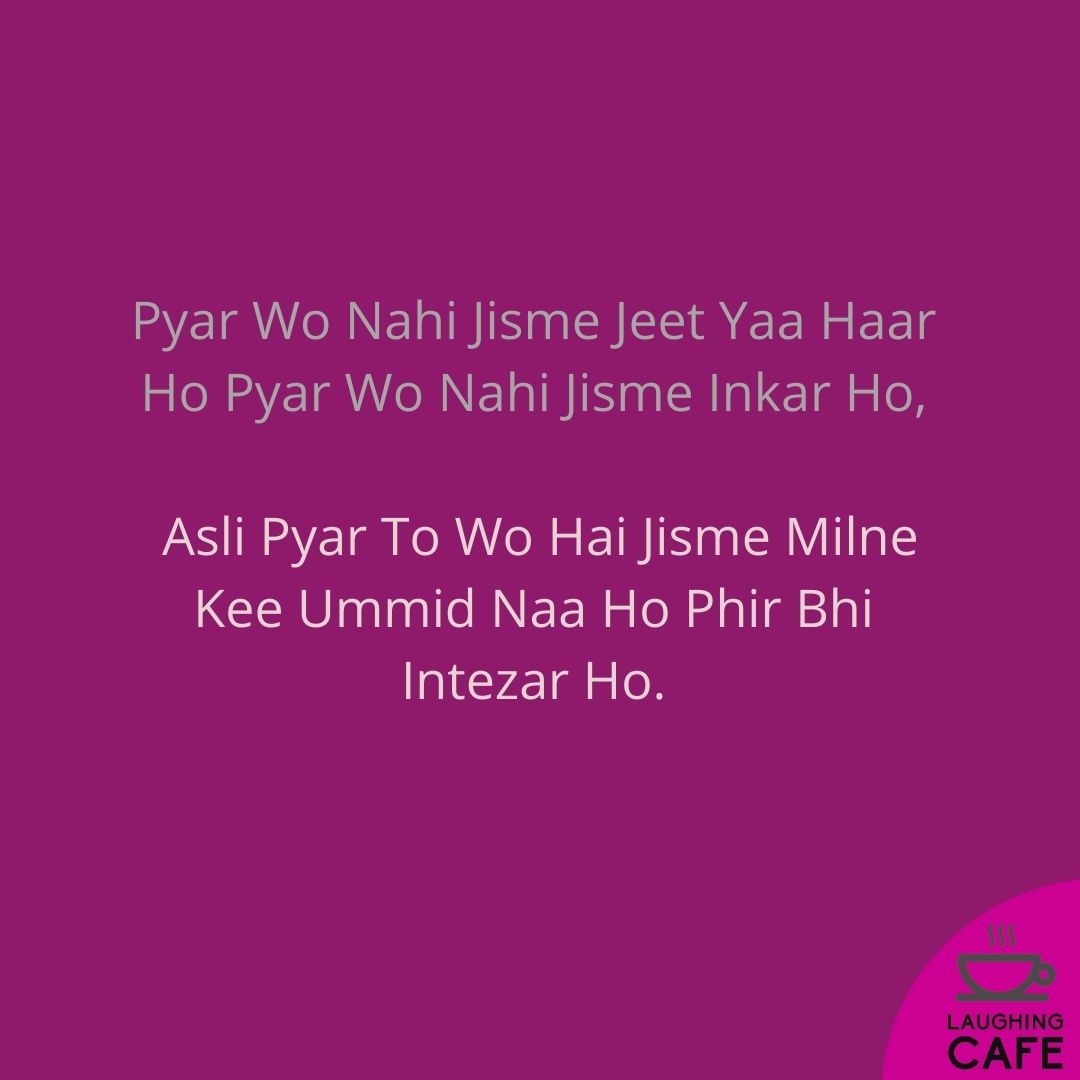 Pyar Wo Nahi Jisme Jeet Yaa Haar
Ho Pyar Wo Nahi Jisme Inkar Ho,
Asli Pyar To Wo Hai Jisme Milne
Kee Ummid Naa Ho Phir Bhi
Intezar Ho.
LAUGHING
CAFE